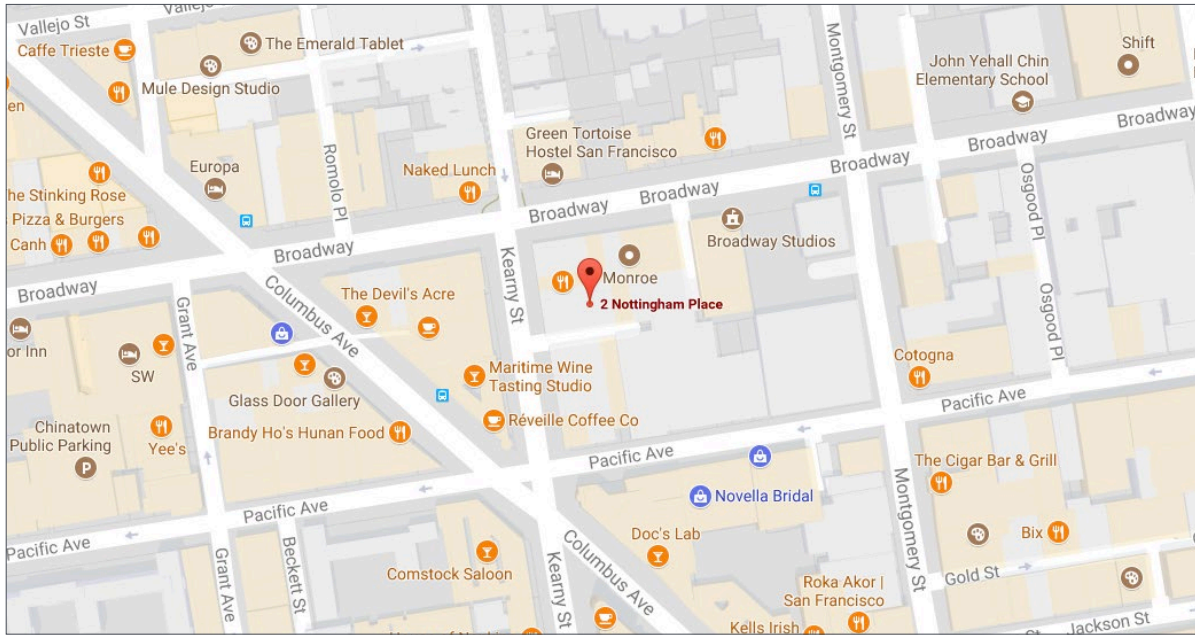 Vallejo St
Caffe Trieste
The Emerald Tablet
Mule Design Studio
Montgomery St
John Yehall Chin
Elementary School
Shift
Green Tortoise
Hostel San Francisco
Romolo Pl
Europa
Naked Lunch
Broadway
Broadway
Broadway
Broadway
Osgood Pl
he Stinking Rose
Pizza & Burgers
Canh
Broadway
Broadway
Kearny St
Monroe
Broadway Studios
2 Nottingham Place
Columbus Ave
The Devil's Acre
Grant Ave
Osgood Pl
or Inn
SW
Glass Door Gallery
Maritime Wine
Tasting Studio
Cotogna
Pacific Ave
Réveille Coffee Co
Chinatown
Public Parking
P
Yee's
Brandy Ho's Hunan Food
Pacific Ave
The Cigar Bar & Grill
Novella Bridal
Montgomery St
Pacific Ave
Pacific Ave
Grant Ave
Beckett St
Comstock Saloon
Kearny St
Columbus Ave
Doc's Lab
Bix
Gold St
Roka Akor |
San Francisco
Kells Irish
Jackson St